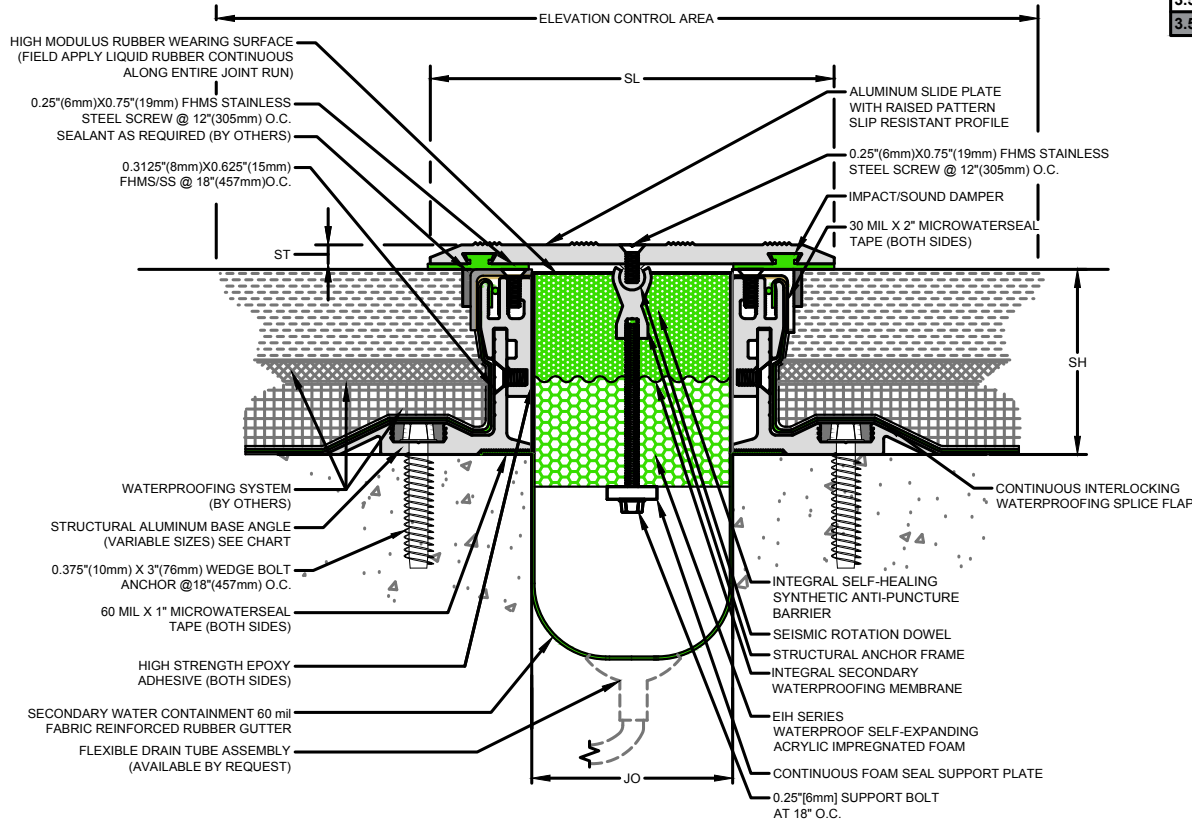 ELEVATION CONTROL AREA
3.5
HIGH MODULUS RUBBER WEARING SURFACE
(FIELD APPLY LIQUID RUBBER CONTINUOUS
ALONG ENTIRE JOINT RUN)
0.25"(6mm)X0.75"(19mm) FHMS STAINLESS
STEEL SCREW @ 12"(305mm) O.C.
SEALANT AS REQUIRED (BY OTHERS)
0.3125"(8mm)X0.625"(15mm)
FHMS/SS @ 18"(457mm)O.C.
SL
ALUMINUM SLIDE PLATE
WITH RAISED PATTERN
SLIP RESISTANT PROFILE
0.25"(6mm)X0.75"(19mm) FHMS STAINLESS
STEEL SCREW @ 12"(305mm) O.C.
IMPACT/SOUND DAMPER
30 MIL X 2" MICROWATERSEAL
TAPE (BOTH SIDES)
ST
SH
WATERPROOFING SYSTEM
(BY OTHERS)
STRUCTURAL ALUMINUM BASE ANGLE
(VARIABLE SIZES) SEE CHART
0.375"(10mm) X 3"(76mm) WEDGE BOLT
ANCHOR @18"(457mm) O.C.
60 MIL X 1" MICROWATERSEAL
TAPE (BOTH SIDES)
HIGH STRENGTH EPOXY
ADHESIVE (BOTH SIDES)
SECONDARY WATER CONTAINMENT 60 mil
FABRIC REINFORCED RUBBER GUTTER
FLEXIBLE DRAIN TUBE ASSEMBLY
(AVAILABLE BY REQUEST)
JO
CONTINUOUS INTERLOCKING
WATERPROOFING SPLICE FLAP
INTEGRAL SELF-HEALING
SYNTHETIC ANTI-PUNCTURE
BARRIER
SEISMIC ROTATION DOWEL
STRUCTURAL ANCHOR FRAME
INTEGRAL SECONDARY
WATERPROOFING MEMBRANE
EIH SERIES
WATERPROOF SELF-EXPANDING
ACRYLIC IMPREGNATED FOAM
CONTINUOUS FOAM SEAL SUPPORT PLATE
0.25"[6mm] SUPPORT BOLT
AT 18" O.C.